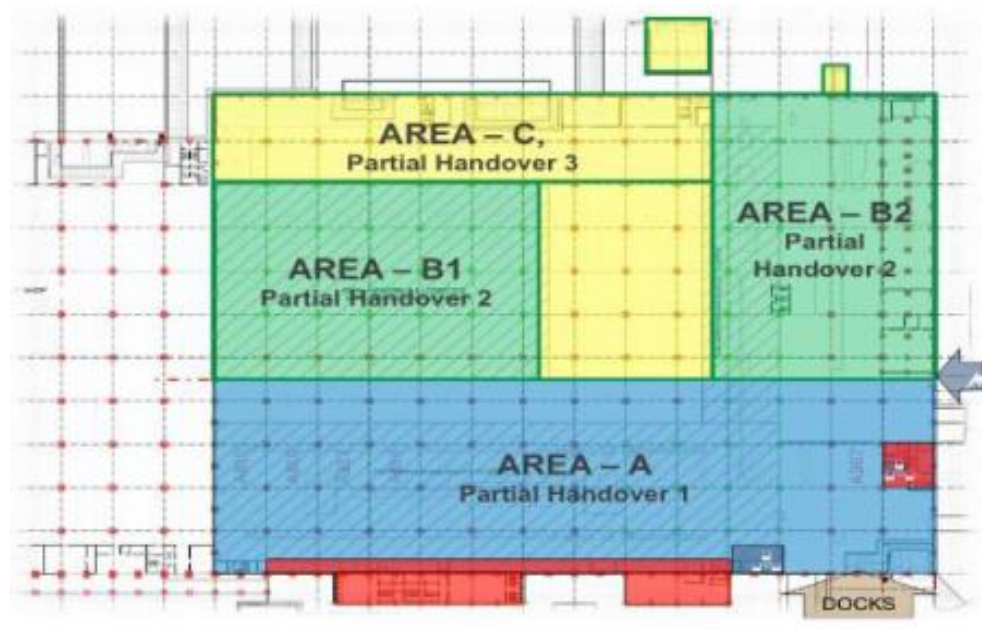 AREA – C,
Partial Handover 3
AREA – B2
Partial
Handover 2
AREA – B1
Partial Handover 2
AREA – A
Partial Handover 1
DOCKS